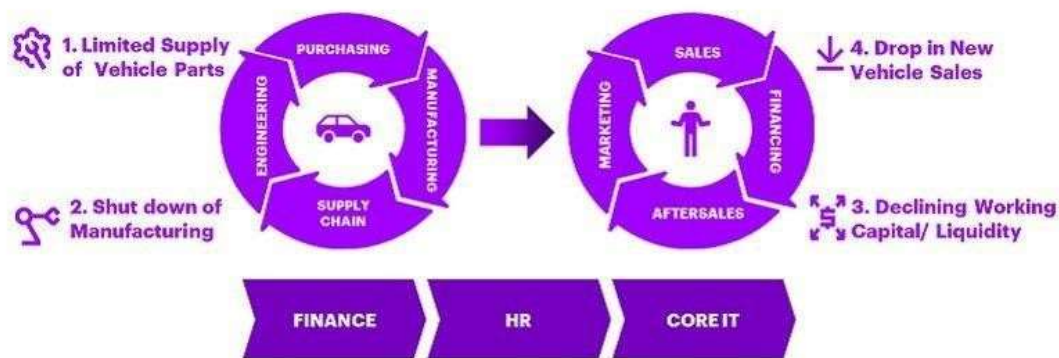 1. Limited Supply
of Vehicle Parts
PURCHASING
ENGINEERING
MANUFACTURING
SUPPLY
CHAIN
2. Shut down of
Manufacturing
SALES
MARKETING
FINANCING
AFTERSALES
4. Drop in New
Vehicle Sales
$
3. Declining Working
Capital/ Liquidity
FINANCE
HR
CORE IT